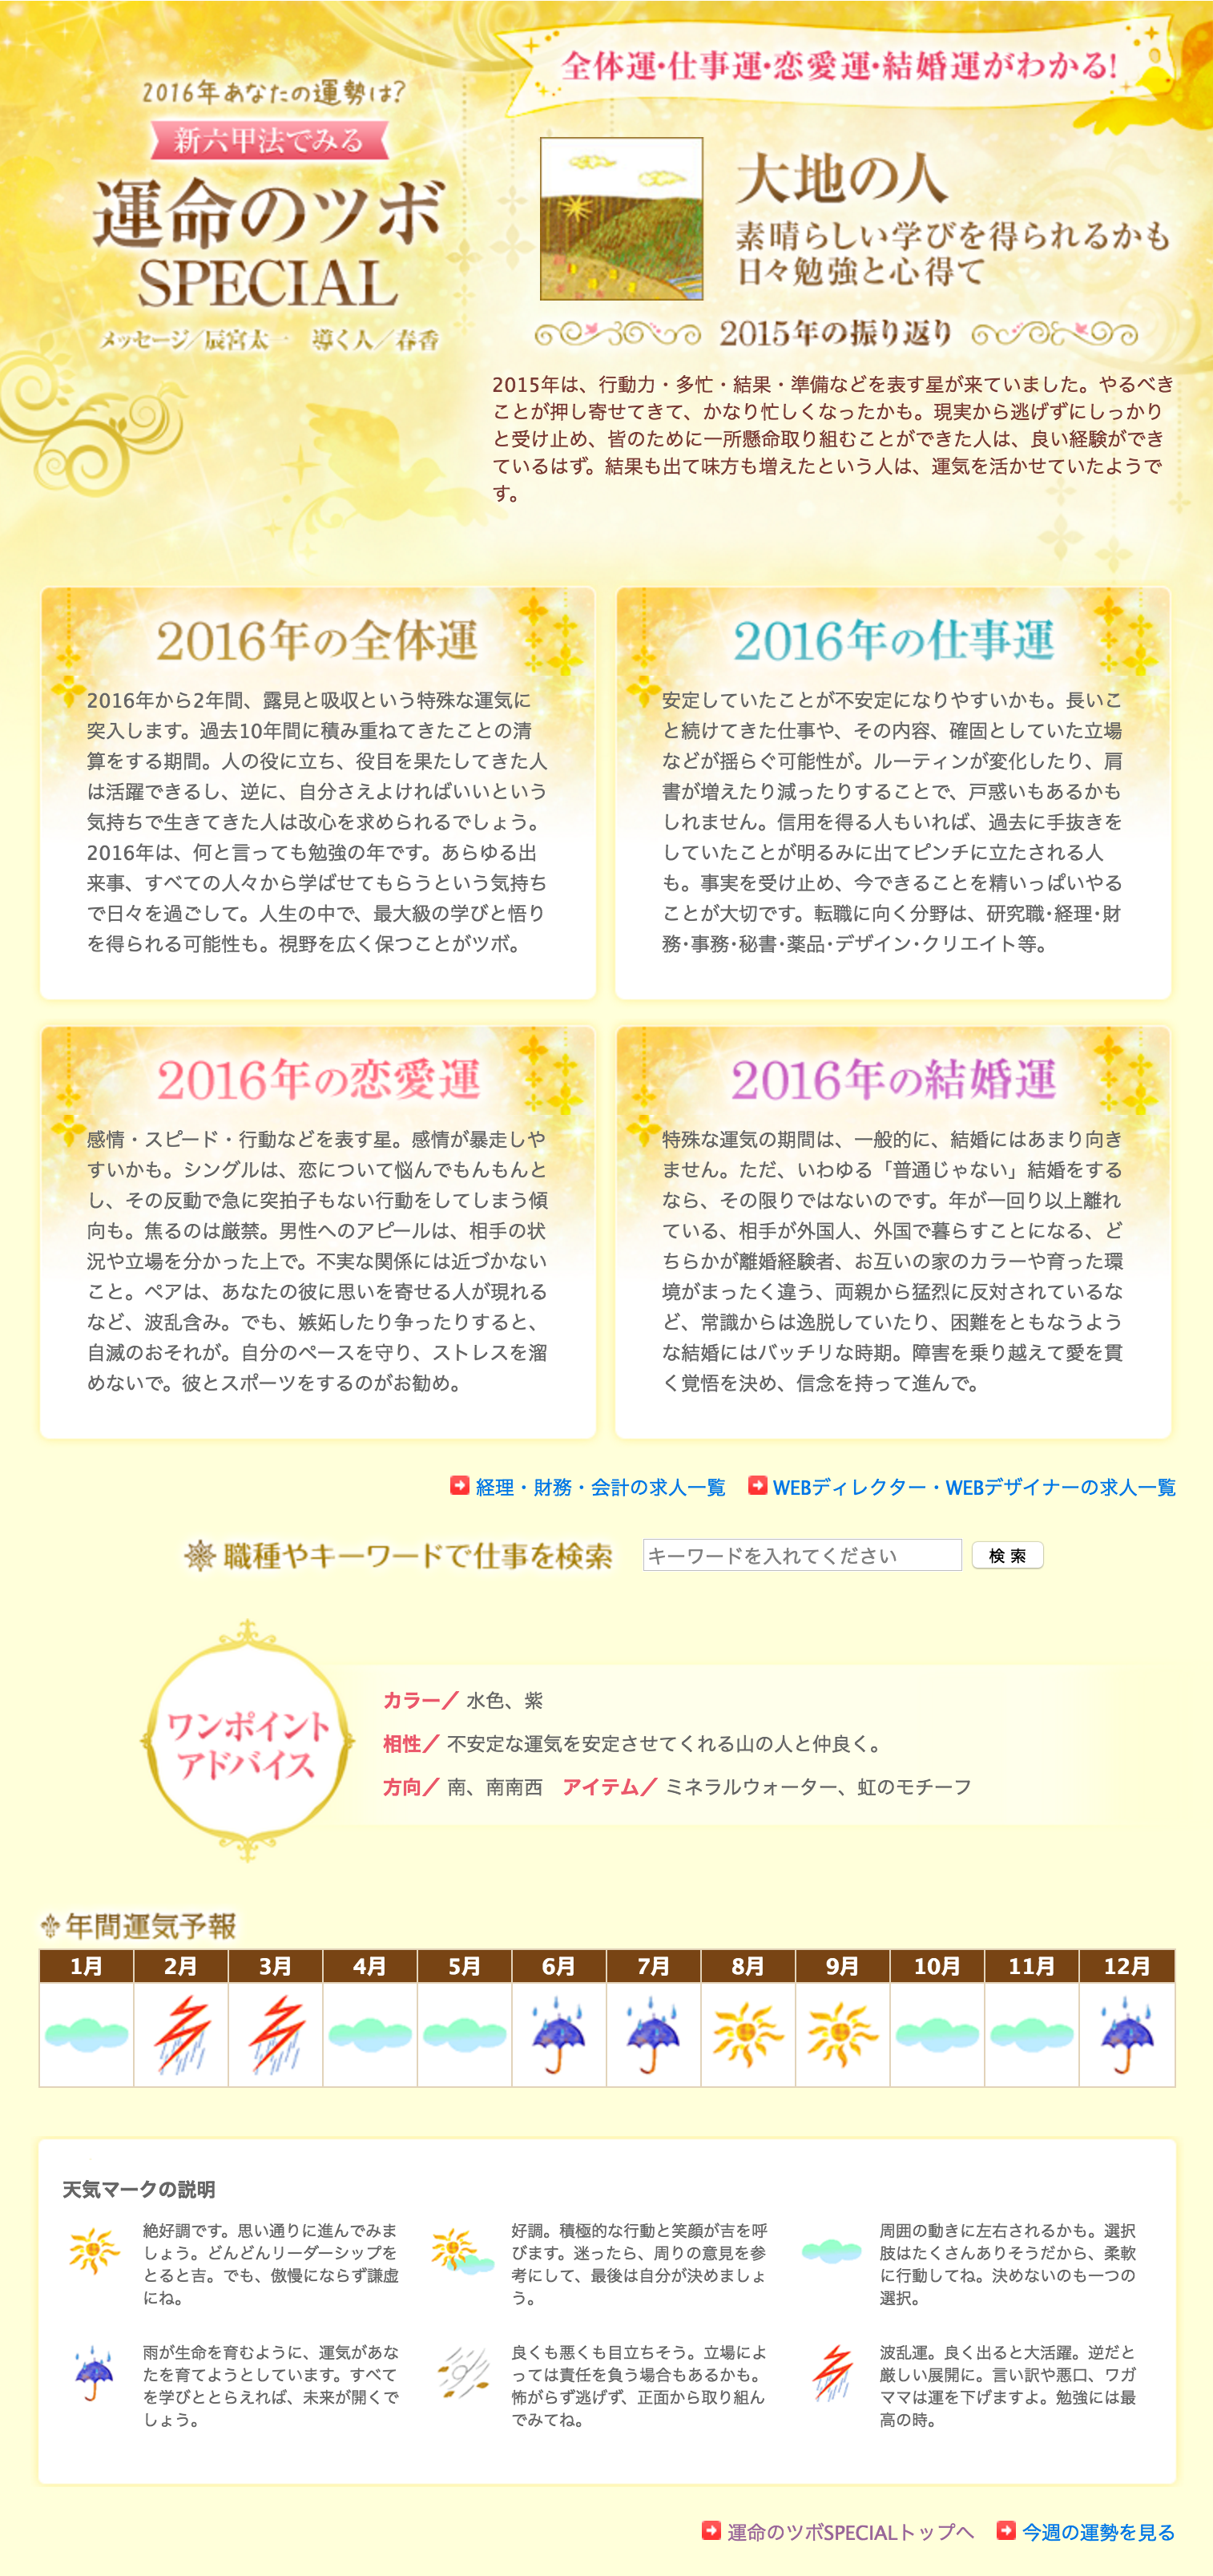 全体運・仕事運・恋愛運・結婚運がわかる!
2016年あなたの運勢は?
新六甲法でみる
運命のツボ
SPECIAL
メッセージ/辰宮太一 導く人/春香
大地の人
素晴らしい学びを得られるかも
日々勉強と心得て
2015年の振り返り
2015年は、行動力・多忙・結果・準備などを表す星が来ていました。やるべき
ことが押し寄せてきて、かなり忙しくなったかも。現実から逃げずにしっかり
と受け止め、皆のために一所懸命取り組むことができた人は、良い経験ができ
ているはず。結果も出て味方も増えたという人は、運気を活かせていたようで
す。
2016年の全体運
2016年から2年間、露見と吸収という特殊な運気に
突入します。過去10年間に積み重ねてきたことの清
算をする期間。人の役に立ち、役目を果たしてきた人
は活躍できるし、逆に、自分さえよければいいという
気持ちで生きてきた人は改心を求められるでしょう。
2016年は、何と言っても勉強の年です。あらゆる出
来事、すべての人々から学ばせてもらうという気持ち
で日々を過ごして。人生の中で、最大級の学びと悟り
を得られる可能性も。視野を広く保つことがツボ。
2016年の仕事運
安定していたことが不安定になりやすいかも。長いこ
と続けてきた仕事や、その内容、確固としていた立場
などが揺らぐ可能性が。ルーティンが変化したり、肩
書が増えたり減ったりすることで、戸惑いもあるかも
しれません。信用を得る人もいれば、過去に手抜きを
していたことが明るみに出てピンチに立たされる人
も。事実を受け止め、今できることを精いっぱいやる
ことが大切です。転職に向く分野は、研究職・経理・財
務・事務・秘書・薬品・デザイン・クリエイト等。
2016年の恋愛運
感情・スピード・行動などを表す星。感情が暴走しや
すいかも。シングルは、恋について悩んでもんもんと
し、その反動で急に突拍子もない行動をしてしまう傾
向も。焦るのは厳禁。男性へのアピールは、相手の状
況や立場を分かった上で。不実な関係には近づかない
こと。ペアは、あなたの彼に思いを寄せる人が現れる
など、波乱含み。でも、嫉妬したり争ったりすると、
自滅のおそれが。自分のペースを守り、ストレスを溜
めないで。彼とスポーツをするのがお勧め。
2016年の結婚運
特殊な運気の期間は、一般的に、結婚にはあまり向き
ません。ただ、いわゆる「普通じゃない」結婚をする
なら、その限りではないのです。年が一回り以上離れ
ている、相手が外国人、外国で暮らすことになる、ど
ちらかが離婚経験者、お互いの家のカラーや育った環
境がまったく違う、両親から猛烈に反対されているな
ど、常識からは逸脱していたり、困難をともなうよう
な結婚にはバッチリな時期。障害を乗り越えて愛を貫
く覚悟を決め、信念を持って進んで。
経理・財務・会計の求人一覧 WEBディレクター・WEBデザイナーの求人一覧
職種やキーワードで仕事を検索 キーワードを入れてください 検 索
ワンポイント
アドバイス
カラー/ 水色、紫
相性/ 不安定な運気を安定させてくれる山の人と仲良く。
方向/ 南、南南西 アイテム/ ミネラルウォーター、虹のモチーフ
年間運気予報
1月 2月 3月 4月 5月 6月 7月 8月 9月 10月 11月 12月
天気マークの説明
絶好調です。思い通りに進んでみま
しょう。どんどんリーダーシップを
とると吉。でも、傲慢にならず謙虚
にね。
好調。積極的な行動と笑顔が吉を呼
びます。迷ったら、周りの意見を参
考にして、最後は自分が決めましょ
う。
周囲の動きに左右されるかも。選択
肢はたくさんありそうだから、柔軟
に行動してね。決めないのも一つの
選択。
雨が生命を育むように、運気があな
たを育てようとしています。すべて
を学びととらえれば、未来が開くで
しょう。
良くも悪くも目立ちそう。立場によ
っては責任を負う場合もあるかも。
怖がらず逃げず、正面から取り組ん
でみてね。
波乱運。良く出ると大活躍。逆だと
厳しい展開に。言い訳や悪口、ワガ
ママは運を下げますよ。勉強には最
高の時。
運命のツボSPECIALトップへ 今週の運勢を見る